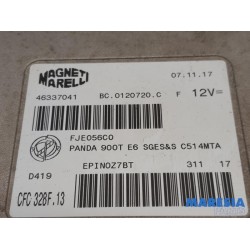 MAGNETI
MARELLI
07.11.17
46337041 BC.0120720.C F 12V=
FJE056C0
PANDA 900T E6 SGES&S C514MTA
EPINOZ7BT 311 17
D419
CFC 328F.13